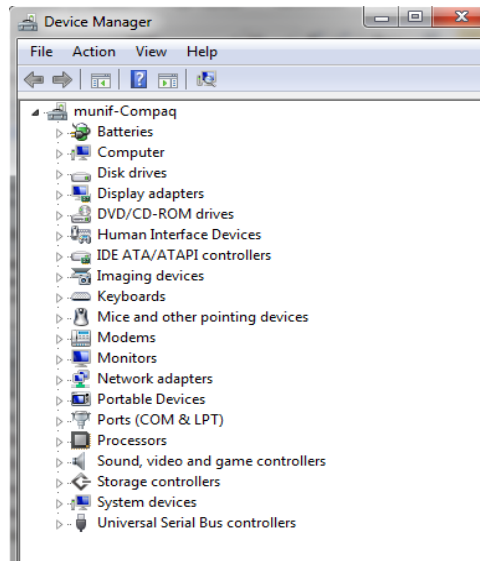 Device Manager
File Action View Help
munif-Compaq
Batteries
Computer
Disk drives
Display adapters
DVD/CD-ROM drives
Human Interface Devices
IDE ATA/ATAPI controllers
Imaging devices
Keyboards
Mice and other pointing devices
Modems
Monitors
Network adapters
Portable Devices
Ports (COM & LPT)
Processors
Sound, video and game controllers
Storage controllers
System devices
Universal Serial Bus controllers